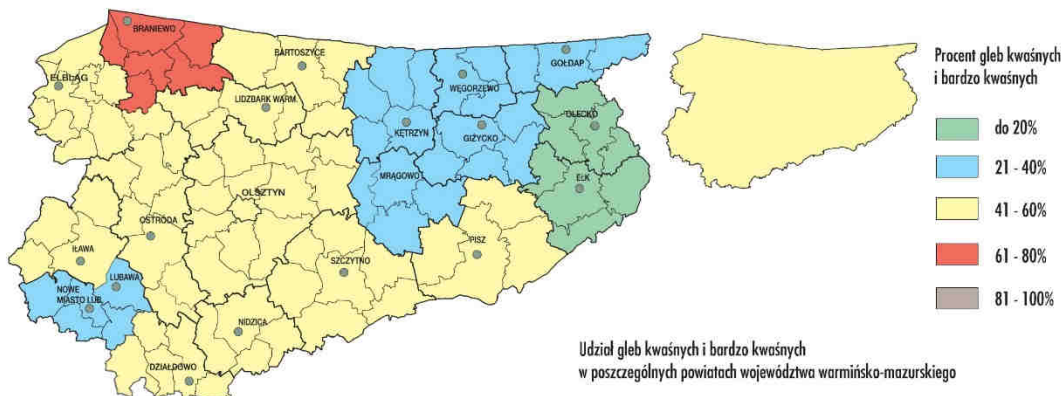 BRANIEWO
BARTOSZYCE
GOŁDAP
ELBLĄG
WĘGORZEWO
LIDZBARK WARM.
KĘTRZYN
GIŻYCKO
OLECKO
MRĄGOWO
EŁK
OLSZTYN
OSTRÓDA
PISZ
IŁAWA
SZCZYTNO
LUBAWA
NOWE
MIASTO LUB.
NIDZICA
DZIAŁDOWO
Procent gleb kwaśnych
i bardzo kwaśnych
do 20%
21 - 40%
41 - 60%
61 - 80%
81 - 100%
Udział gleb kwaśnych i bardzo kwaśnych
w poszczególnych powiatach województwa warmińsko-mazurskiego